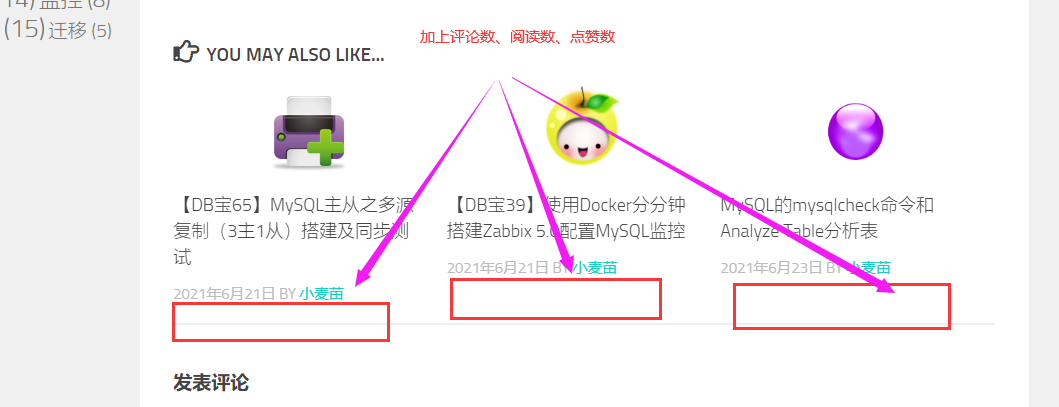 14) 监控 (8)
(15) 迁移 (5)
加上评论数、阅读数、点赞数
YOU MAY ALSO LIKE...
【DB宝65】MySQL主从之多源
复制（3主1从）搭建及同步测
试
2021年6月21日 BY 小麦苗
【DB宝39】使用Docker分分钟
搭建Zabbix 5.0配置MySQL监控
2021年6月21日 BY 小麦苗
MySQL的mysqlcheck命令和
Analyze Table分析表
2021年6月23日 BY 小麦苗
发表评论